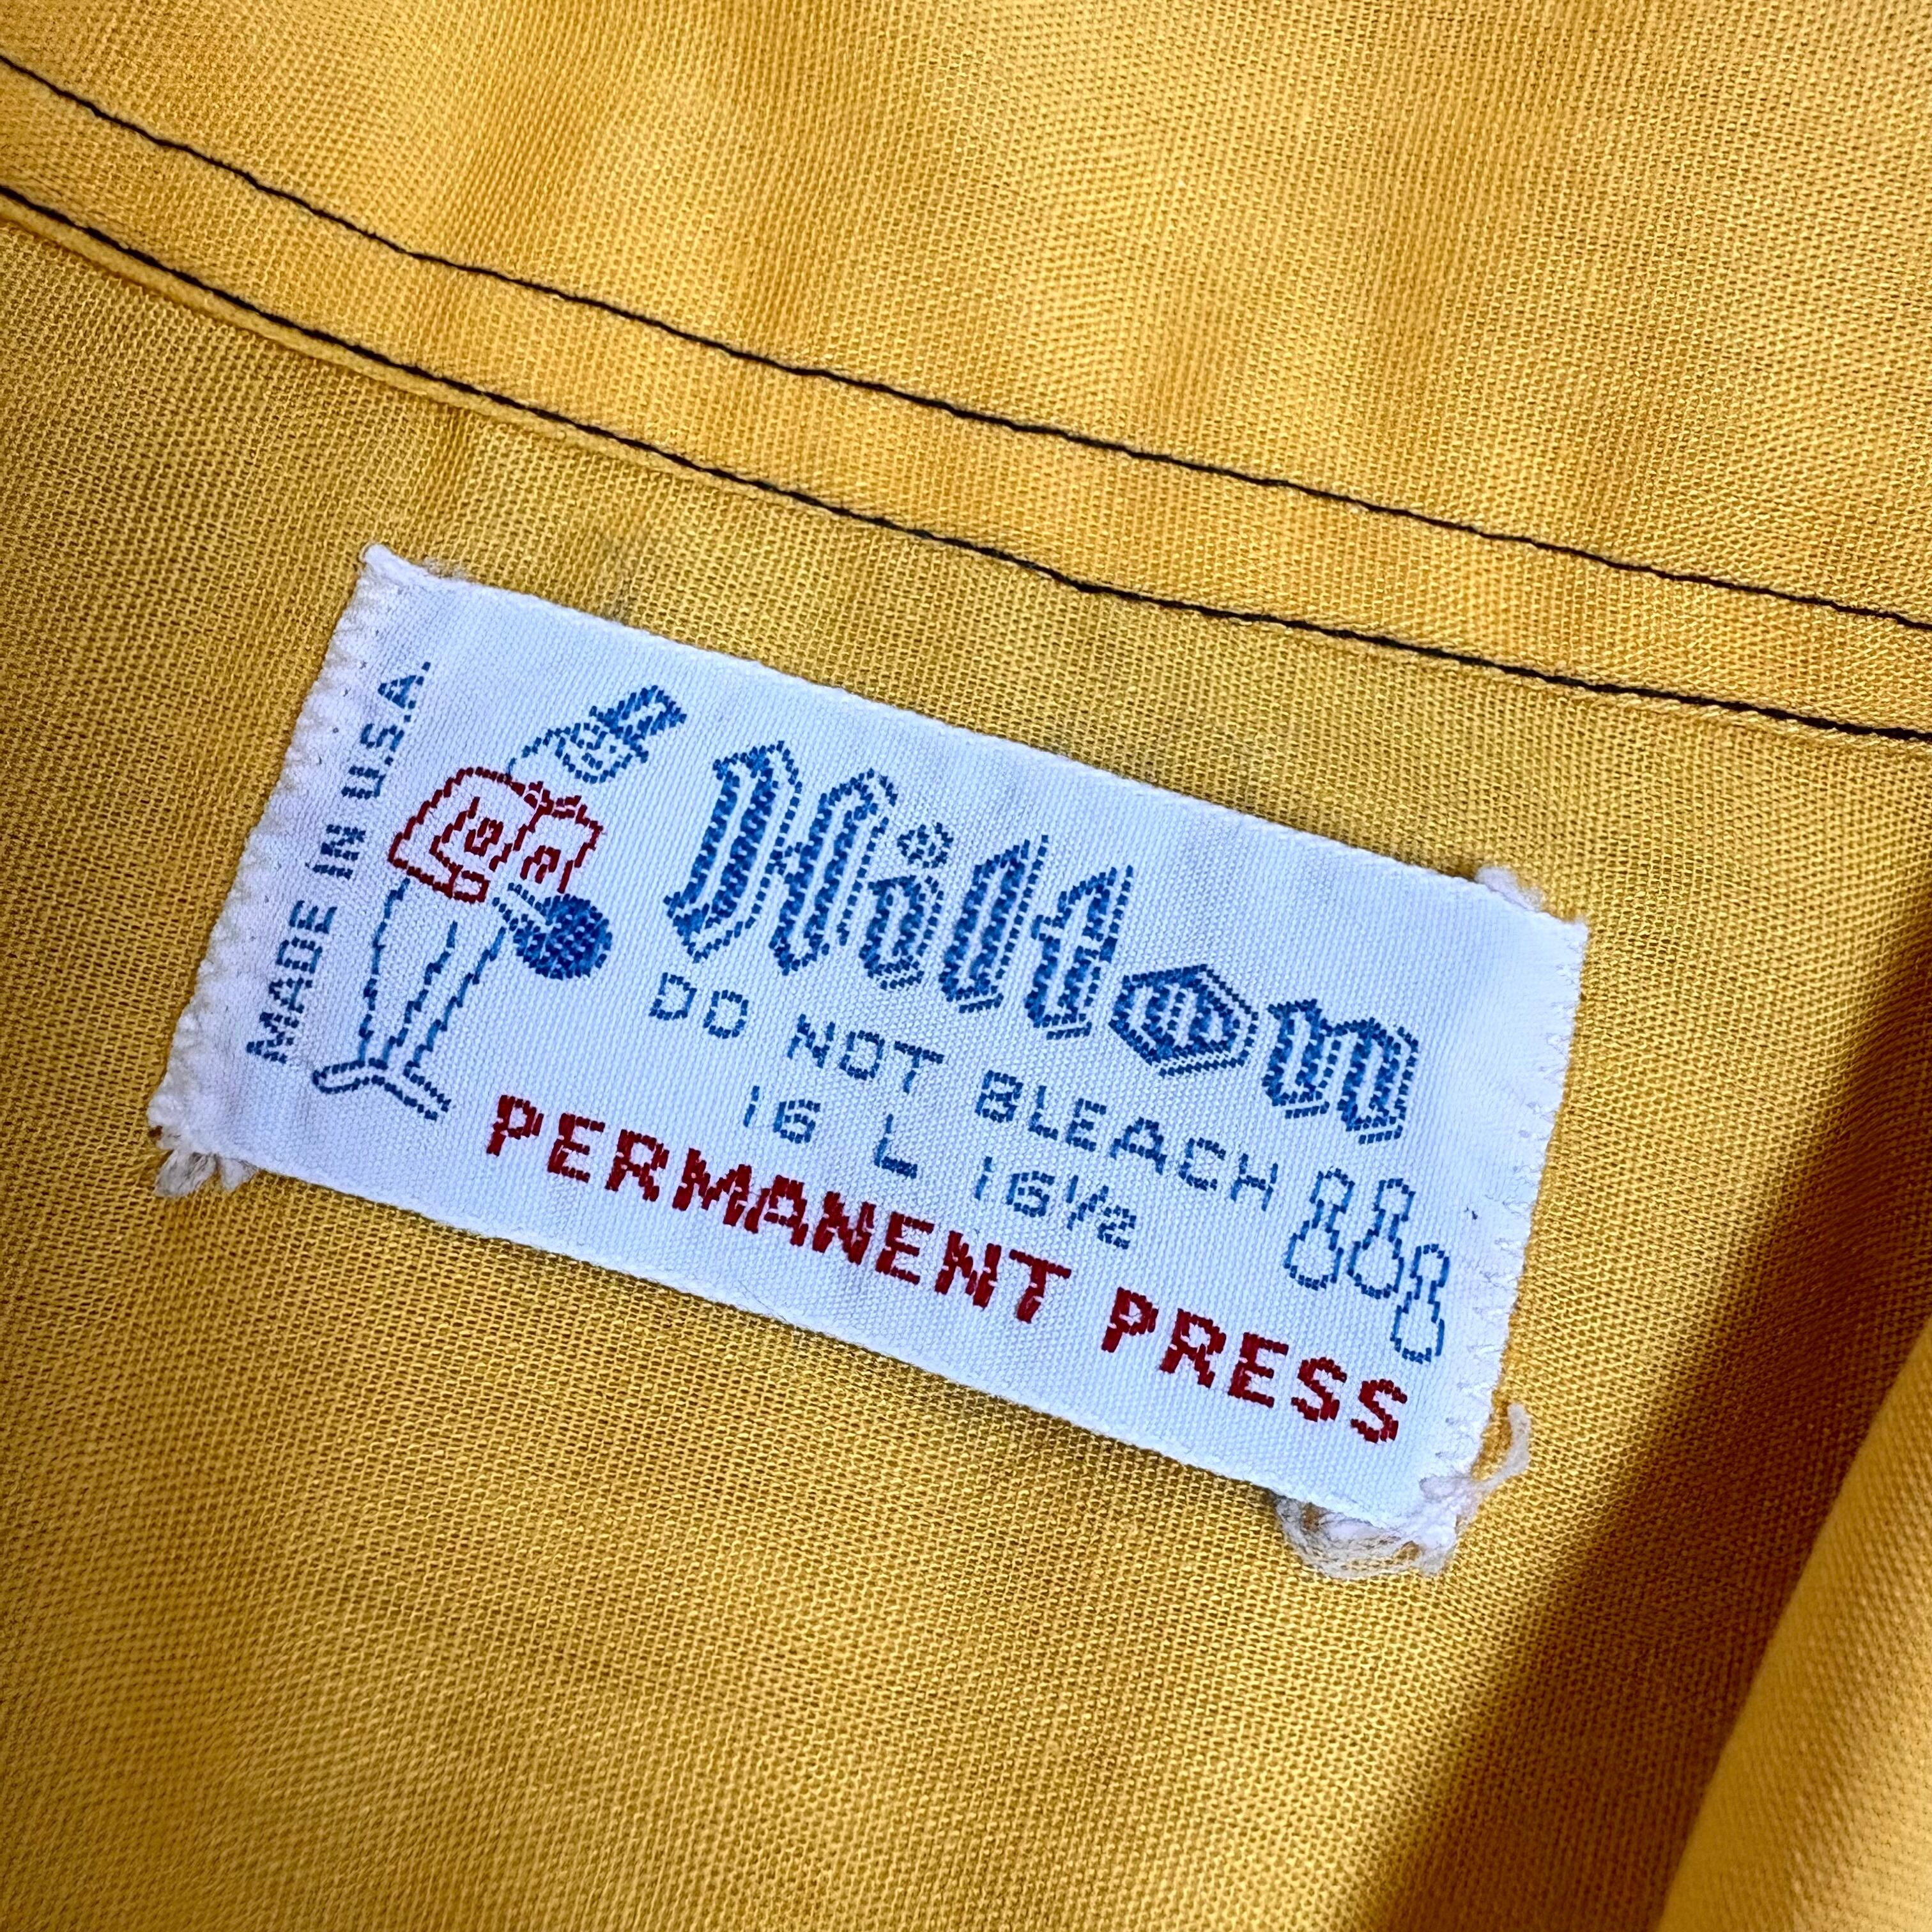 MADE IN U.S.A.
Hilton
DO NOT BLEACH
16 L 16½
PERMANENT PRESS